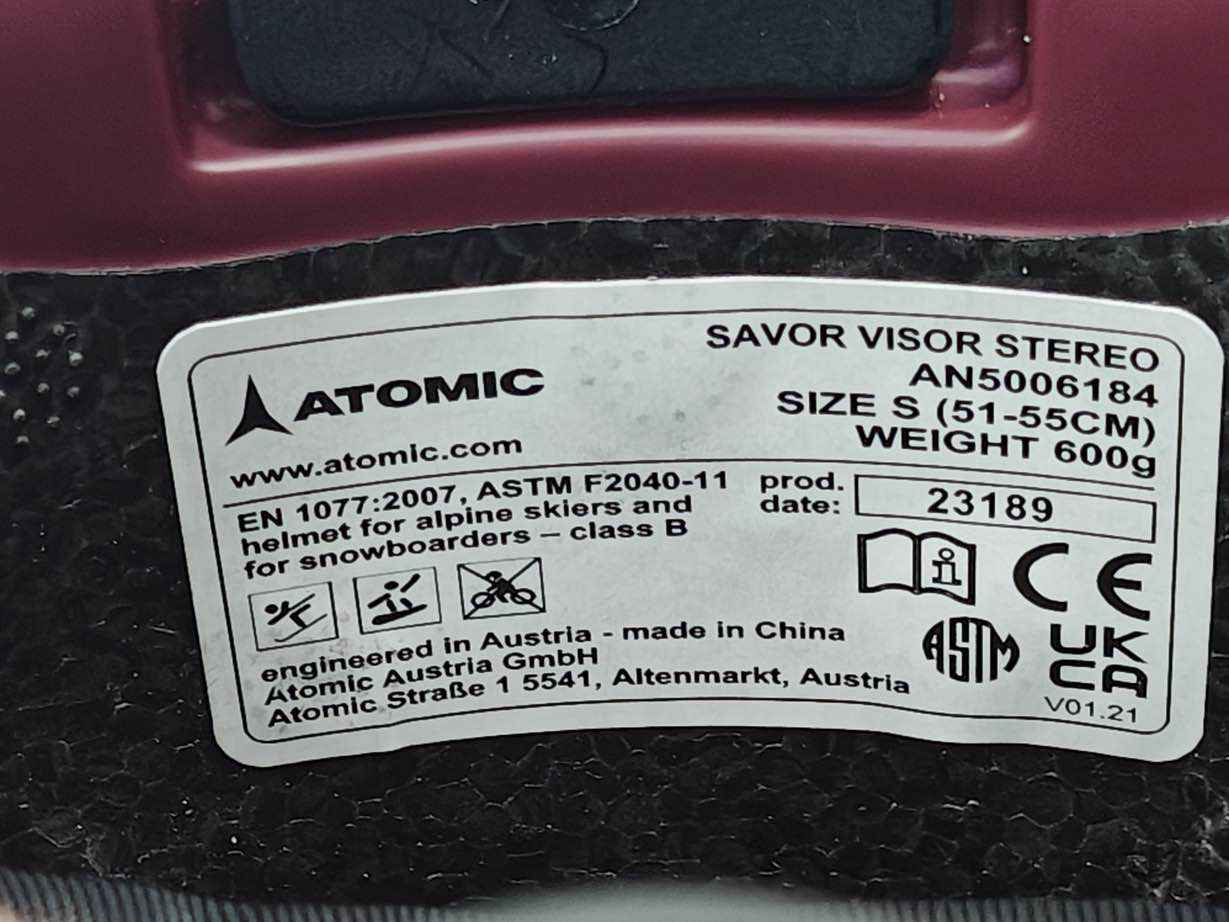 ATOMIC
www.atomic.com
SAVOR VISOR STEREO
AN5006184
SIZE S (51-55CM)
WEIGHT 600g
EN 1077:2007, ASTM F2040-11
helmet for alpine skiers and
for snowboarders – class B
prod.
date:
23189
i
CE
ASTM
UK
CA
V01.21
engineered in Austria - made in China
Atomic Austria GmbH
Atomic Straße 1 5541, Altenmarkt, Austria